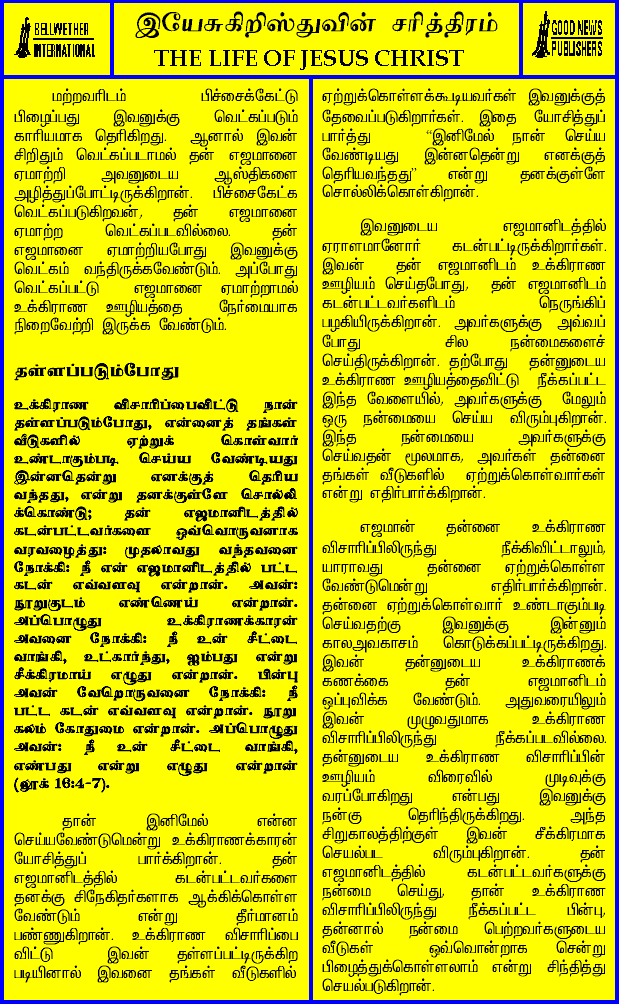 BELLWETHER
INTERNATIONAL
இயேசுகிறிஸ்துவின் சரித்திரம்
THE LIFE OF JESUS CHRIST
GOOD NEWS
PUBLISHERS
மற்றவரிடம் பிச்சைக்கேட்டு
பிழைப்பது இவனுக்கு வெட்கப்படும்
காரியமாக தெரிகிறது. ஆனால் இவன்
சிறிதும் வெட்கப்படாமல் தன் எஜமானை
ஏமாற்றி அவனுடைய ஆஸ்திகளை
அழித்துப்போட்டிருக்கிறான். பிச்சைகேட்க
வெட்கப்படுகிறவன், தன் எஜமானை
ஏமாற்ற வெட்கப்படவில்லை. தன்
எஜமானை ஏமாற்றியபோது இவனுக்கு
வெட்கம் வந்திருக்கவேண்டும். அப்போது
வெட்கப்பட்டு எஜமானை ஏமாற்றாமல்
உக்கிராண ஊழியத்தை நேர்மையாக
நிறைவேற்றி இருக்க வேண்டும்.
தள்ளப்படும்போது
உக்கிராண விசாரிப்பைவிட்டு நான்
தள்ளப்படும்போது, என்னைத் தங்கள்
வீடுகளில் ஏற்றுக் கொள்வார்
உண்டாகும்படி செய்ய வேண்டியது
இன்னதென்று எனக்குத் தெரிய
வந்தது, என்று தனக்குள்ளே சொல்லி
க்கொண்டு; தன் எஜமானிடத்தில்
கடன்பட்டவர்களை ஒவ்வொருவனாக
வரவழைத்து: முதலாவது வந்தவனை
நோக்கி: நீ என் எஜமானிடத்தில் பட்ட
கடன் எவ்வளவு என்றான். அவன்:
நூறுகுடம் எண்ணெய் என்றான்.
அப்பொழுது உக்கிராணக்காரன்
அவனை நோக்கி: நீ உன் சீட்டை
வாங்கி, உட்கார்ந்து, ஐம்பது என்று
சீக்கிரமாய் எழுது என்றான். பின்பு
அவன் வேறொருவனை நோக்கி: நீ
பட்ட கடன் எவ்வளவு என்றான். நூறு
கலம் கோதுமை என்றான். அப்பொழுது
அவன்: நீ உன் சீட்டை வாங்கி,
எண்பது என்று எழுது என்றான்
(லூக் 16:4-7).
தான் இனிமேல் என்ன
செய்யவேண்டுமென்று உக்கிராணக்காரன்
யோசித்துப் பார்க்கிறான். தன்
எஜமானிடத்தில் கடன்பட்டவர்களை
தனக்கு சிநேகிதர்களாக ஆக்கிக்கொள்ள
வேண்டும் என்று தீர்மானம்
பண்ணுகிறான். உக்கிராண விசாரிப்பை
விட்டு இவன் தள்ளப்பட்டிருக்கிற
படியினால் இவனை தங்கள் வீடுகளில்
ஏற்றுக்கொள்ளக்கூடியவர்கள் இவனுக்குத்
தேவைப்படுகிறார்கள். இதை யோசித்துப்
பார்த்து “இனிமேல் நான் செய்ய
வேண்டியது இன்னதென்று எனக்குத்
தெரியவந்தது” என்று தனக்குள்ளே
சொல்லிக்கொள்கிறான்.
இவனுடைய எஜமானிடத்தில்
ஏராளமானோர் கடன்பட்டிருக்கிறார்கள்.
இவன் தன் எஜமானிடம் உக்கிராண
ஊழியம் செய்தபோது, தன் எஜமானிடம்
கடன்பட்டவர்களிடம் நெருங்கிப்
பழகியிருக்கிறான். அவர்களுக்கு அவ்வப்
போது சில நன்மைகளைச்
செய்திருக்கிறான். தற்போது தன்னுடைய
உக்கிராண ஊழியத்தைவிட்டு நீக்கப்பட்ட
இந்த வேளையில், அவர்களுக்கு மேலும்
ஒரு நன்மையை செய்ய விரும்புகிறான்.
இந்த நன்மையை அவர்களுக்கு
செய்வதன் மூலமாக, அவர்கள் தன்னை
தங்கள் வீடுகளில் ஏற்றுக்கொள்வார்கள்
என்று எதிர்பார்க்கிறான்.
எஜமான் தன்னை உக்கிராண
விசாரிப்பிலிருந்து நீக்கிவிட்டாலும்,
யாராவது தன்னை ஏற்றுக்கொள்ள
வேண்டுமென்று எதிர்பார்க்கிறான்.
தன்னை ஏற்றுக்கொள்வார் உண்டாகும்படி
செய்வதற்கு இவனுக்கு இன்னும்
காலஅவகாசம் கொடுக்கப்பட்டிருக்கிறது.
இவன் தன்னுடைய உக்கிராணக்
கணக்கை தன் எஜமானிடம்
ஒப்புவிக்க வேண்டும். அதுவரையிலும்
இவன் முழுவதுமாக உக்கிராண
விசாரிப்பிலிருந்து நீக்கப்படவில்லை.
தன்னுடைய உக்கிராண விசாரிப்பின்
ஊழியம் விரைவில் முடிவுக்கு
வரப்போகிறது என்பது இவனுக்கு
நன்கு தெரிந்திருக்கிறது. அந்த
சிறுகாலத்திற்குள் இவன் சீக்கிரமாக
செயல்பட விரும்புகிறான். தன்
எஜமானிடத்தில் கடன்பட்டவர்களுக்கு
நன்மை செய்து, தான் உக்கிராண
விசாரிப்பிலிருந்து நீக்கப்பட்ட பின்பு,
தன்னால் நன்மை பெற்றவர்களுடைய
வீடுகள் ஒவ்வொன்றாக சென்று
பிழைத்துக்கொள்ளலாம் என்று சிந்தித்து
செயல்படுகிறான்.